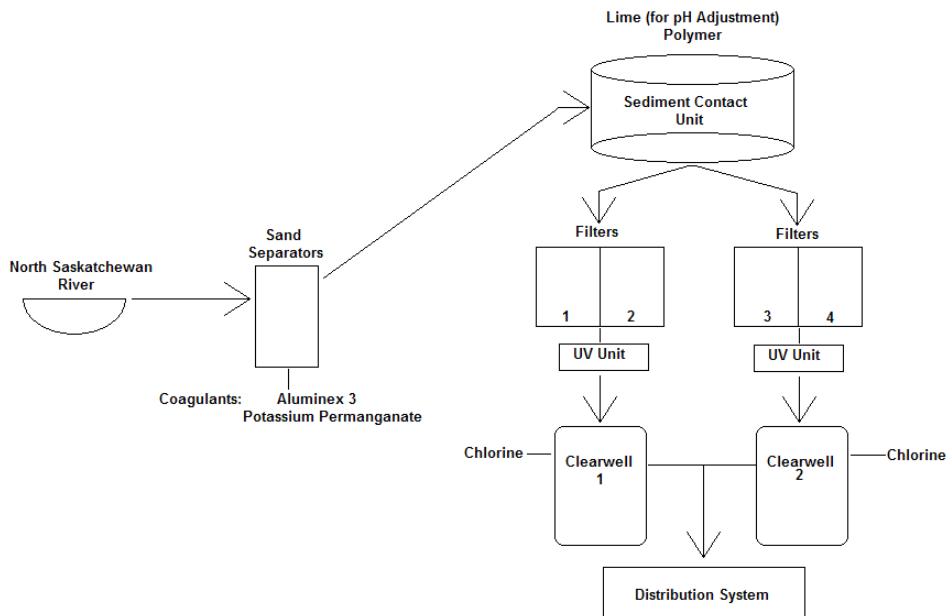 Lime (for pH Adjustment)
Polymer
Sediment Contact
Unit
Sand
Separators
North Saskatchewan
River
Coagulants: Aluminex 3
Potassium Permanganate
Filters
Filters
1 2
3 4
UV Unit
UV Unit
Chlorine
Clearwell
1
Clearwell
2
Chlorine
Distribution System